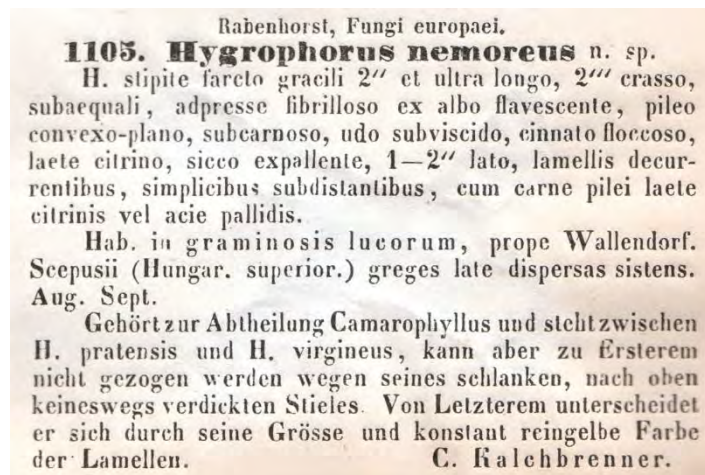 Rabenhorst, Fungi europaei.
1105. Hygrophorus nemoreus n. sp.
H. stipite farcto gracili 2″ et ultra longo, 2‴ crasso,
subaequali, adpresse fibrilloso ex albo flavescente, pileo
convexo-plano, subcarnoso, udo subviscido, cinnato floccoso,
laete citrino, sicco expallente, 1—2″ lato, lamellis decur-
rentibus, simplicibus subdistantibus, cum carne pilei laete
citrinis vel acie pallidis.
Hab. in graminosis lucorum, prope Wallendorf.
Scepusii (Hungar. superior.) greges late dispersas sistens.
Aug. Sept.
Gehört zur Abtheilung Camarophyllus und steht zwischen
H. pratensis und H. virgineus, kann aber zu Ersterem
nicht gezogen werden wegen seines schlanken, nach oben
keineswegs verdickten Stieles. Von Letzterem unterscheidet
er sich durch seine Grösse und konstant reingelbe Farbe
der Lamellen. C. Kalchbrenner.